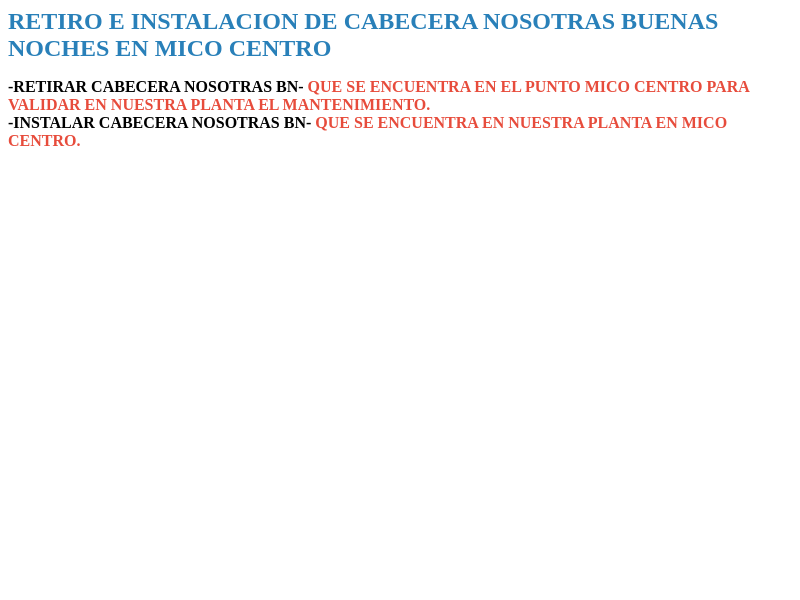 RETIRO E INSTALACION DE CABECERA NOSOTRAS BUENAS
NOCHES EN MICO CENTRO
-RETIRAR CABECERA NOSOTRAS BN- QUE SE ENCUENTRA EN EL PUNTO MICO CENTRO PARA
VALIDAR EN NUESTRA PLANTA EL MANTENIMIENTO.
-INSTALAR CABECERA NOSOTRAS BN- QUE SE ENCUENTRA EN NUESTRA PLANTA EN MICO
CENTRO.